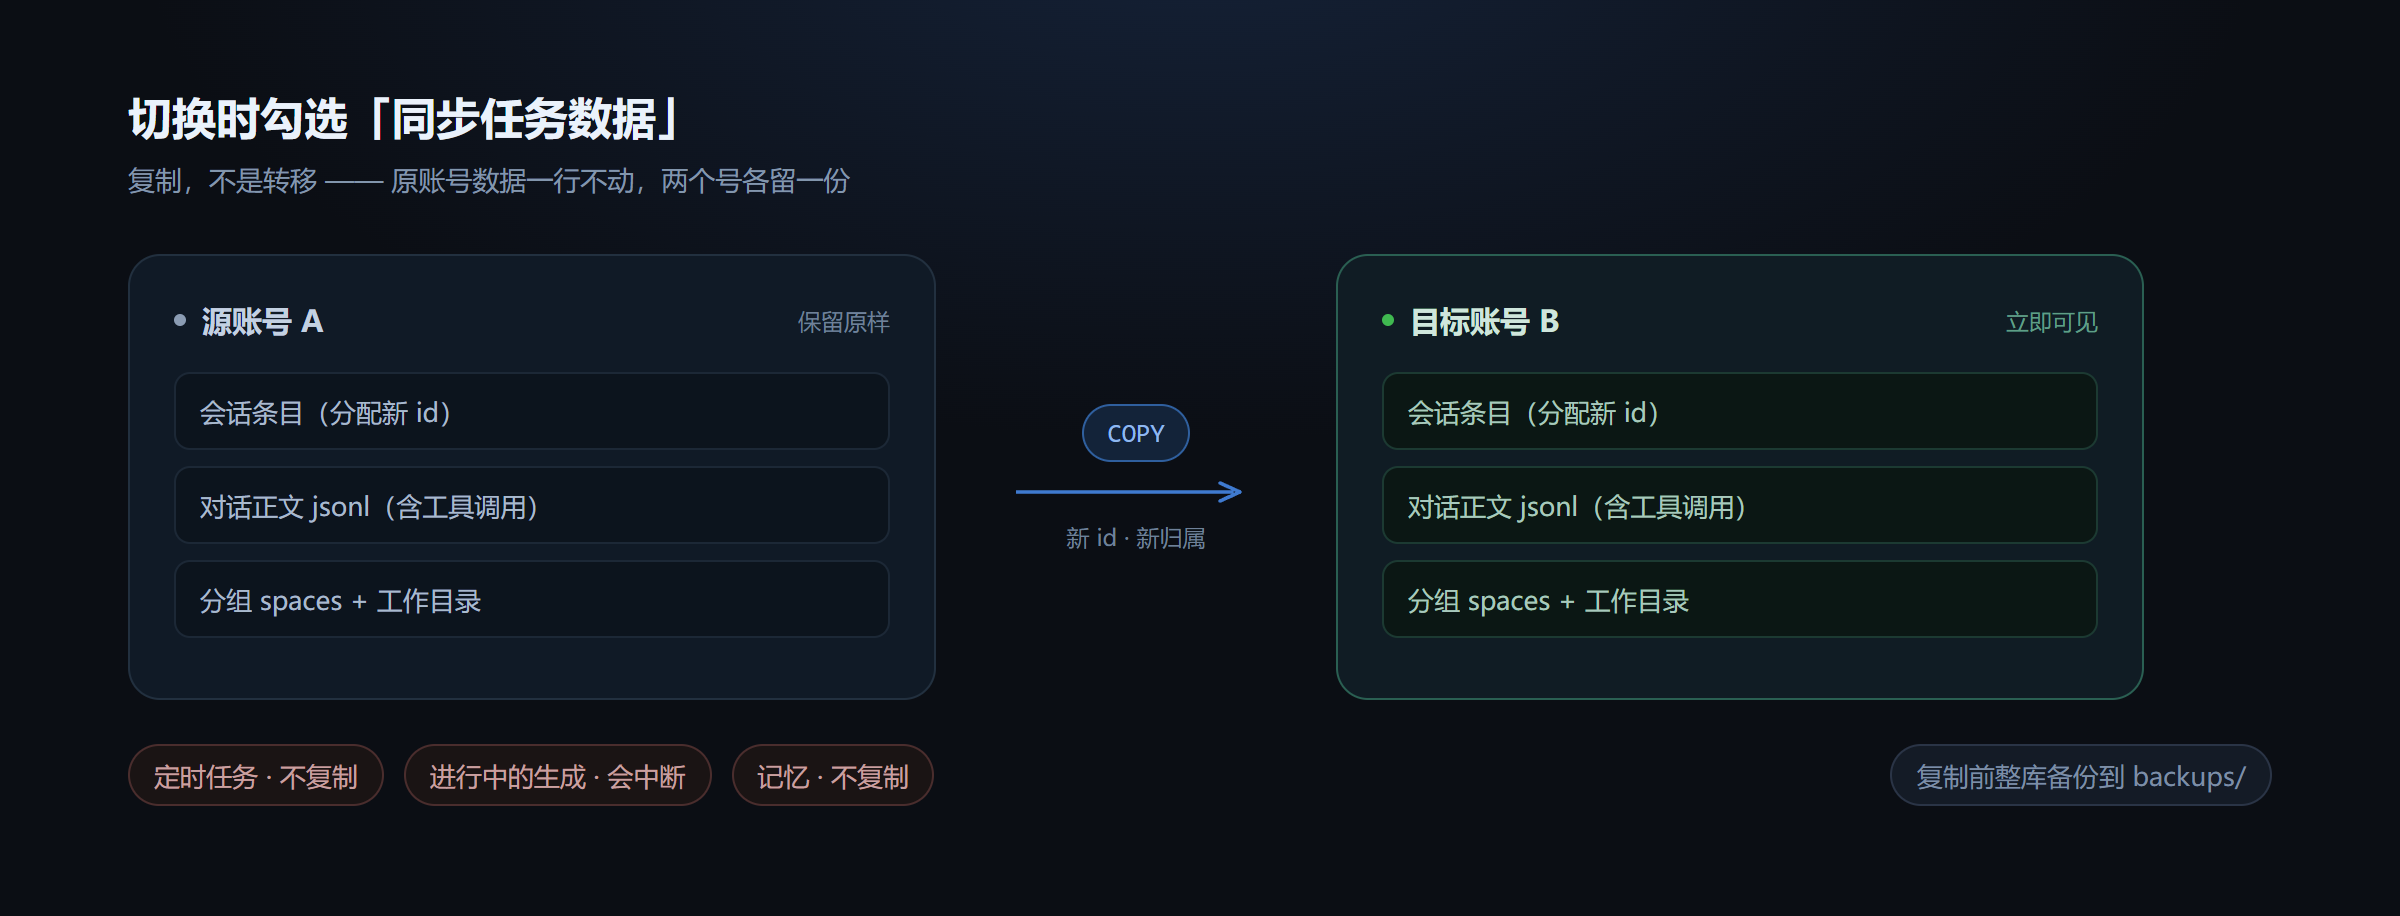 切换时勾选「同步任务数据」
复制，不是转移 —— 原账号数据一行不动，两个号各留一份
源账号 A
保留原样
会话条目（分配新 id）
对话正文 jsonl（含工具调用）
分组 spaces + 工作目录
COPY
新 id · 新归属
目标账号 B
立即可见
会话条目（分配新 id）
对话正文 jsonl（含工具调用）
分组 spaces + 工作目录
定时任务 · 不复制
进行中的生成 · 会中断
记忆 · 不复制
复制前整库备份到 backups/